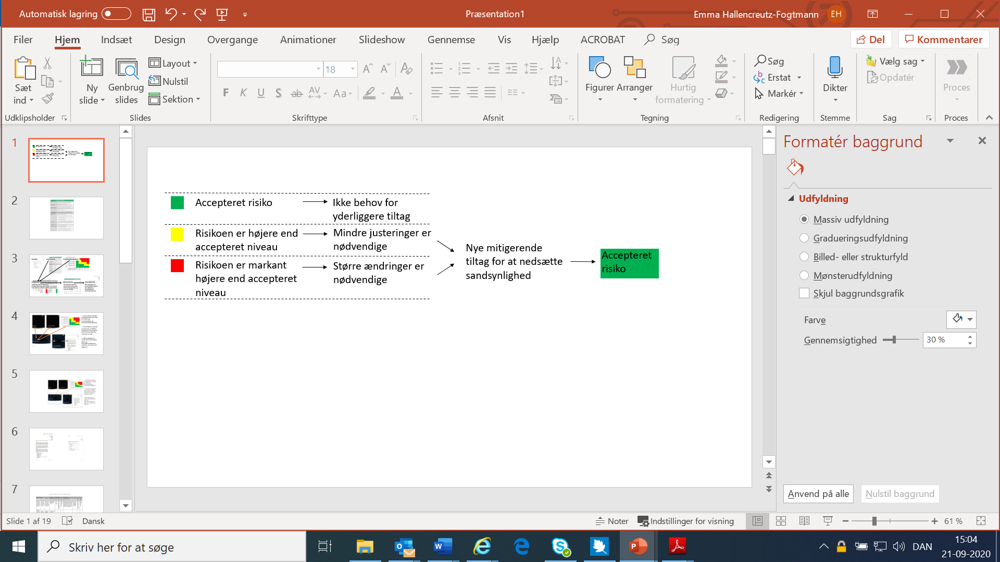 Automatisk lagring
Præsentation1
Emma Hallencreutz-Fogtmann
EH
Filer
Hjem
Indsæt
Design
Overgange
Animationer
Slideshow
Gennemse
Vis
Hjælp
ACROBAT
Søg
Del
Kommentarer
Sæt
ind
Udklipsholder
Ny
slide
Genbrug
slides
Layout
Nulstil
Sektion
Slides
18
F K U S ab AV Aa A
Skrifttype
Afsnit
Figurer
Arranger
Hurtig
formatering
Tegning
Søg
Erstat
Markér
Redigering
Dikter
Stemme
Vælg sag
Opdatér
Sag
Proces
Proces
1
2
3
4
5
6
7
Accepteret risiko
Ikke behov for
yderliggere tiltag
Risikoen er højere end
accepteret niveau
Mindre justeringer er
nødvendige
Risikoen er markant
højere end accepteret
niveau
Større ændringer er
nødvendige
Nye mitigerende
tiltag for at nedsætte
sandsynlighed
Accepteret
risiko
Formatér baggrund
Udfyldning
Massiv udfyldning
Gradueringsudfyldning
Billed- eller strukturfyld
Mønsterudfyldning
Skjul baggrundsgrafik
Farve
Gennemsigtighed
30 %
Anvend på alle
Nulstil baggrund
Slide 1 af 19
Dansk
Noter
Indstillinger for visning
61 %
Skriv her for at søge
DAN
15:04
21-09-2020